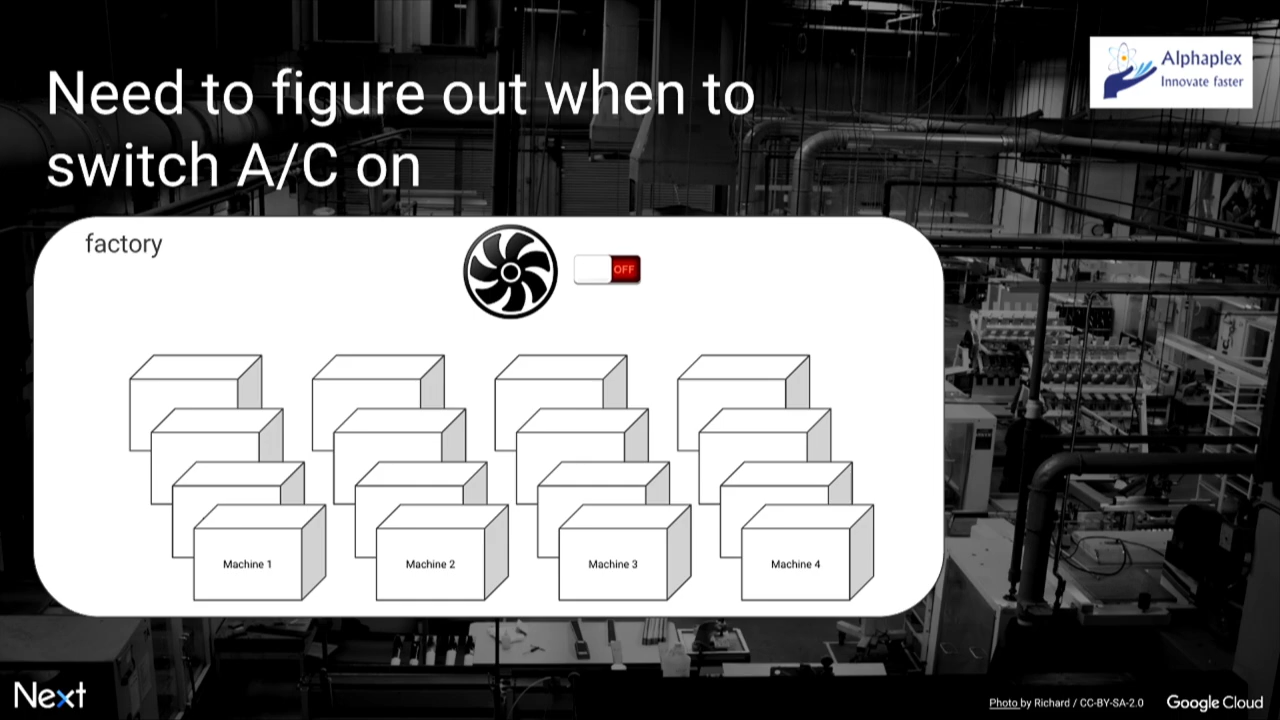 Need to figure out when to
switch A/C on
Alphaplex
Innovate faster
factory
OFF
Machine 1
Machine 2
Machine 3
Machine 4
Next
Photo by Richard / CC-BY-SA-2.0
Google Cloud